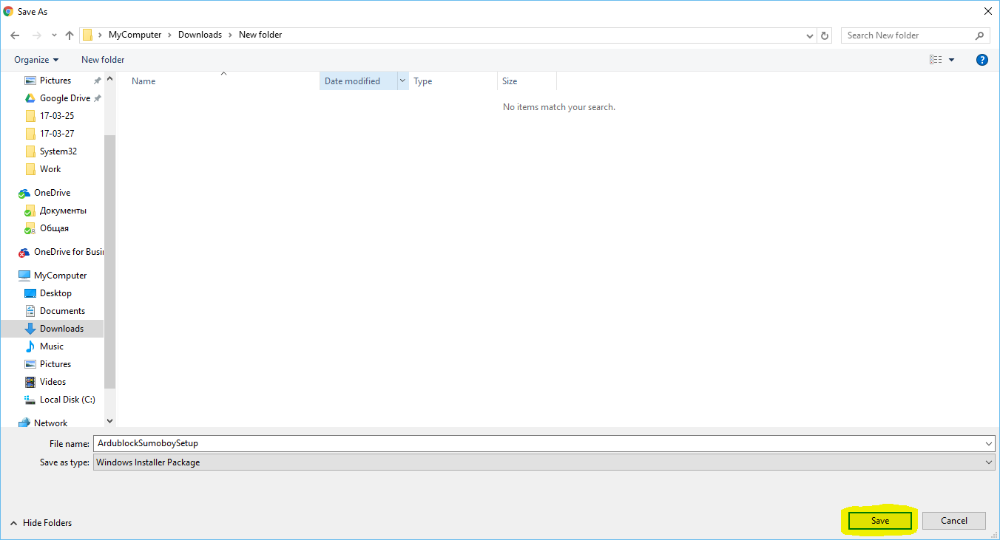 Save As
MyComputer Downloads New folder
Search New folder
Organize New folder
Name Date modified Type Size
No items match your search.
Pictures
Google Drive
17-03-25
17-03-27
System32
Work
OneDrive
Документы
Общая
OneDrive for Busi
MyComputer
Desktop
Documents
Downloads
Music
Pictures
Videos
Local Disk (C:)
Network
File name: ArdublockSumoboySetup
Save as type: Windows Installer Package
Hide Folders
Save Cancel